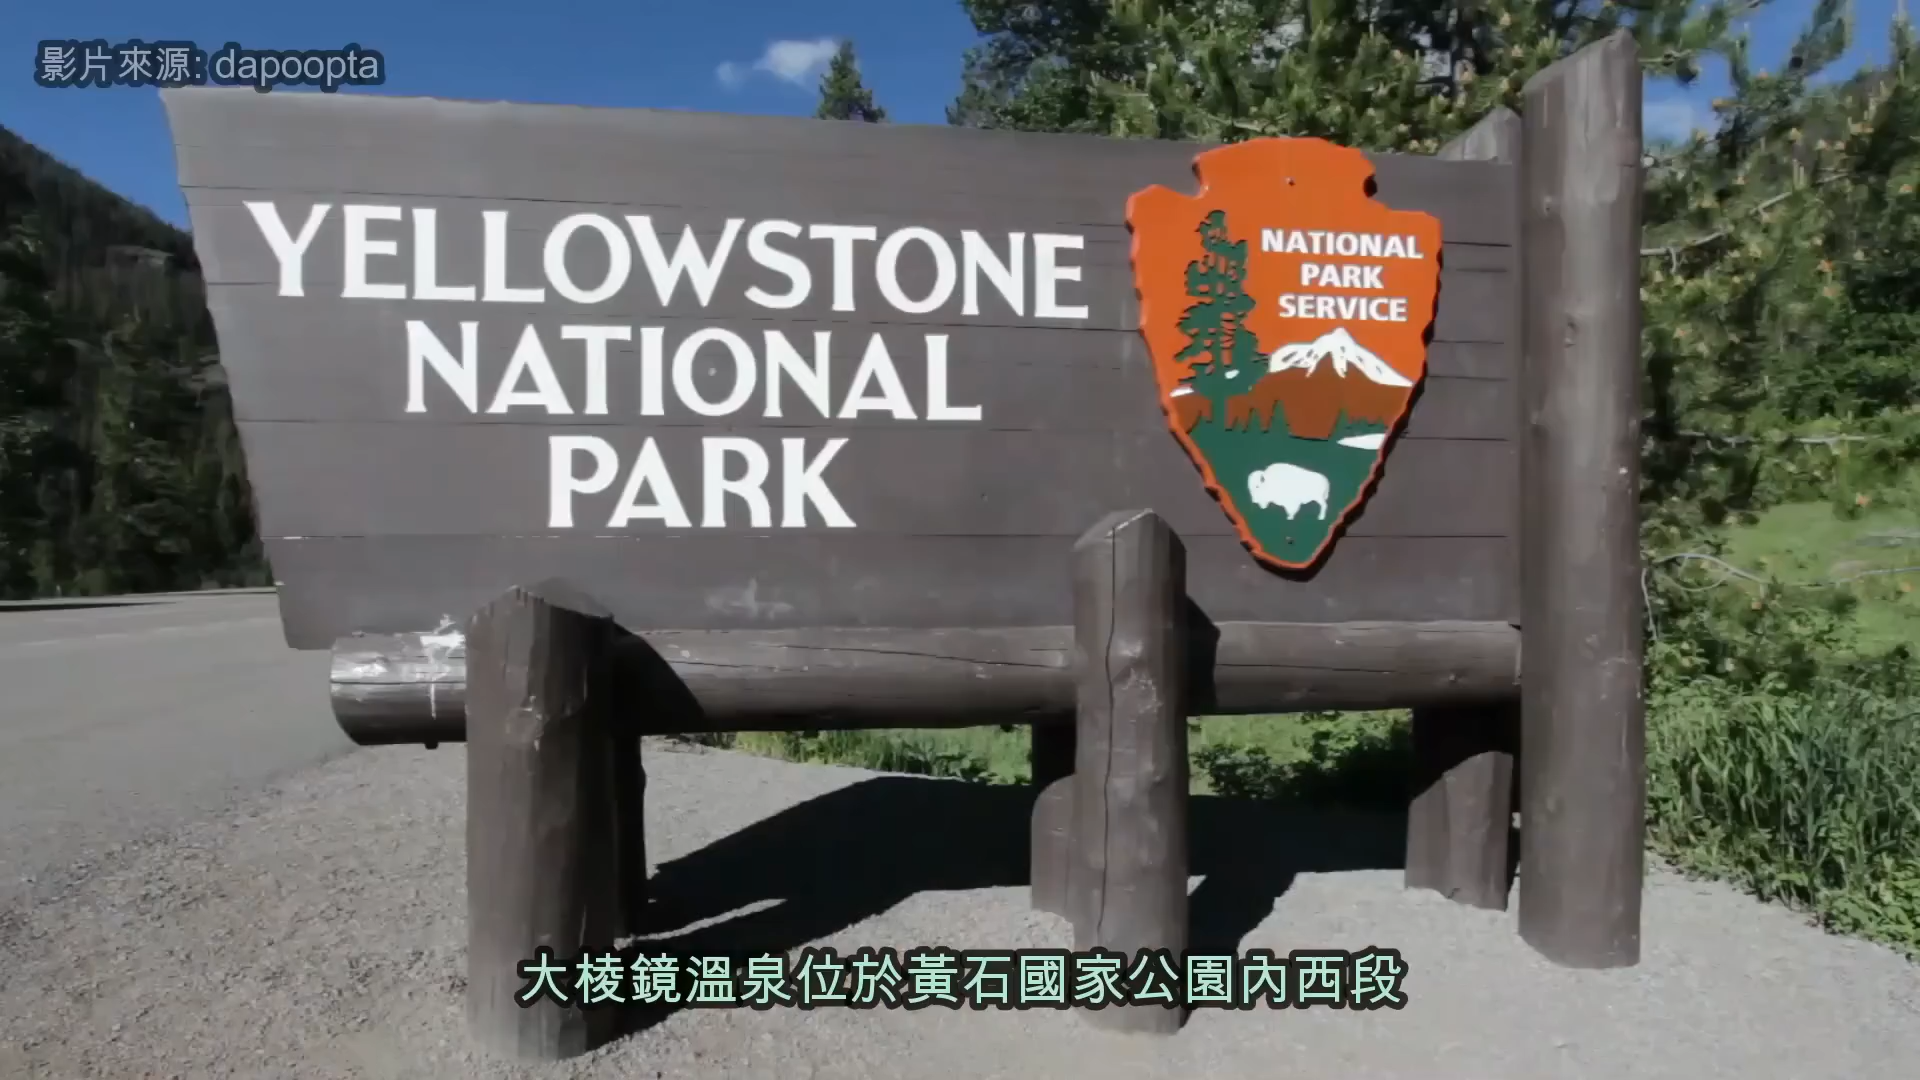 影片來源: dapoopta
YELLOWSTONE
NATIONAL
PARK
NATIONAL
PARK
SERVICE
大棱鏡溫泉位於黃石國家公園內西段